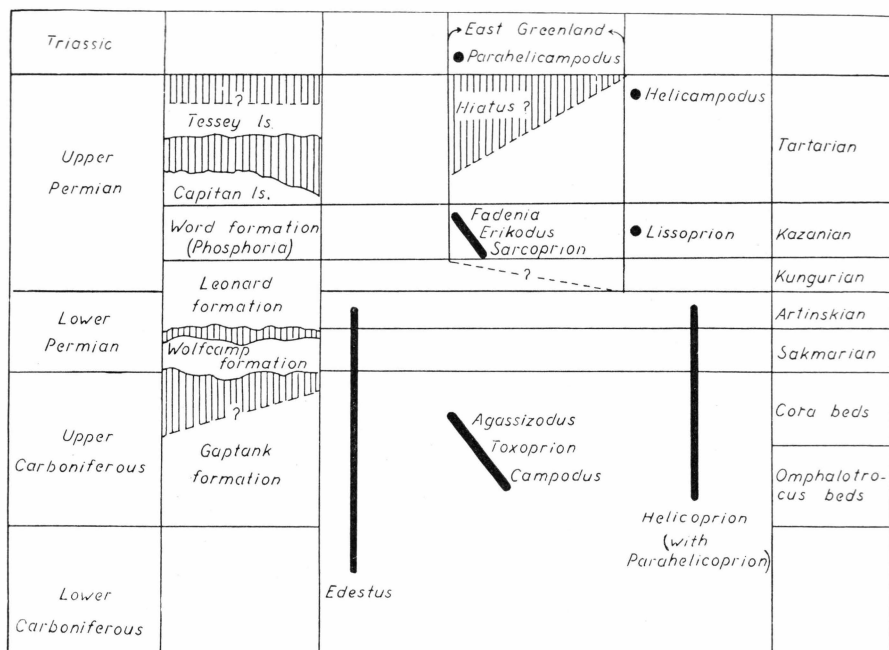 Triassic
East Greenland
Parahelicampodus
Upper
Permian
?
Tessey ls.
Capitan ls.
Hiatus ?
Helicampodus
Tartarian
Word formation
(Phosphoria)
Fadenia
Erikodus
Sarcoprion
Lissoprion
Kazanian
Leonard
formation
?
Kungurian
Lower
Permian
Wolfcamp
formation
Artinskian
Sakmarian
Upper
Carboniferous
?
Gaptank
formation
Agassizodus
Toxoprion
Campodus
Cora beds
Omphalotro-
cus beds
Helicoprion
(with
Parahelicoprion)
Edestus
Lower
Carboniferous